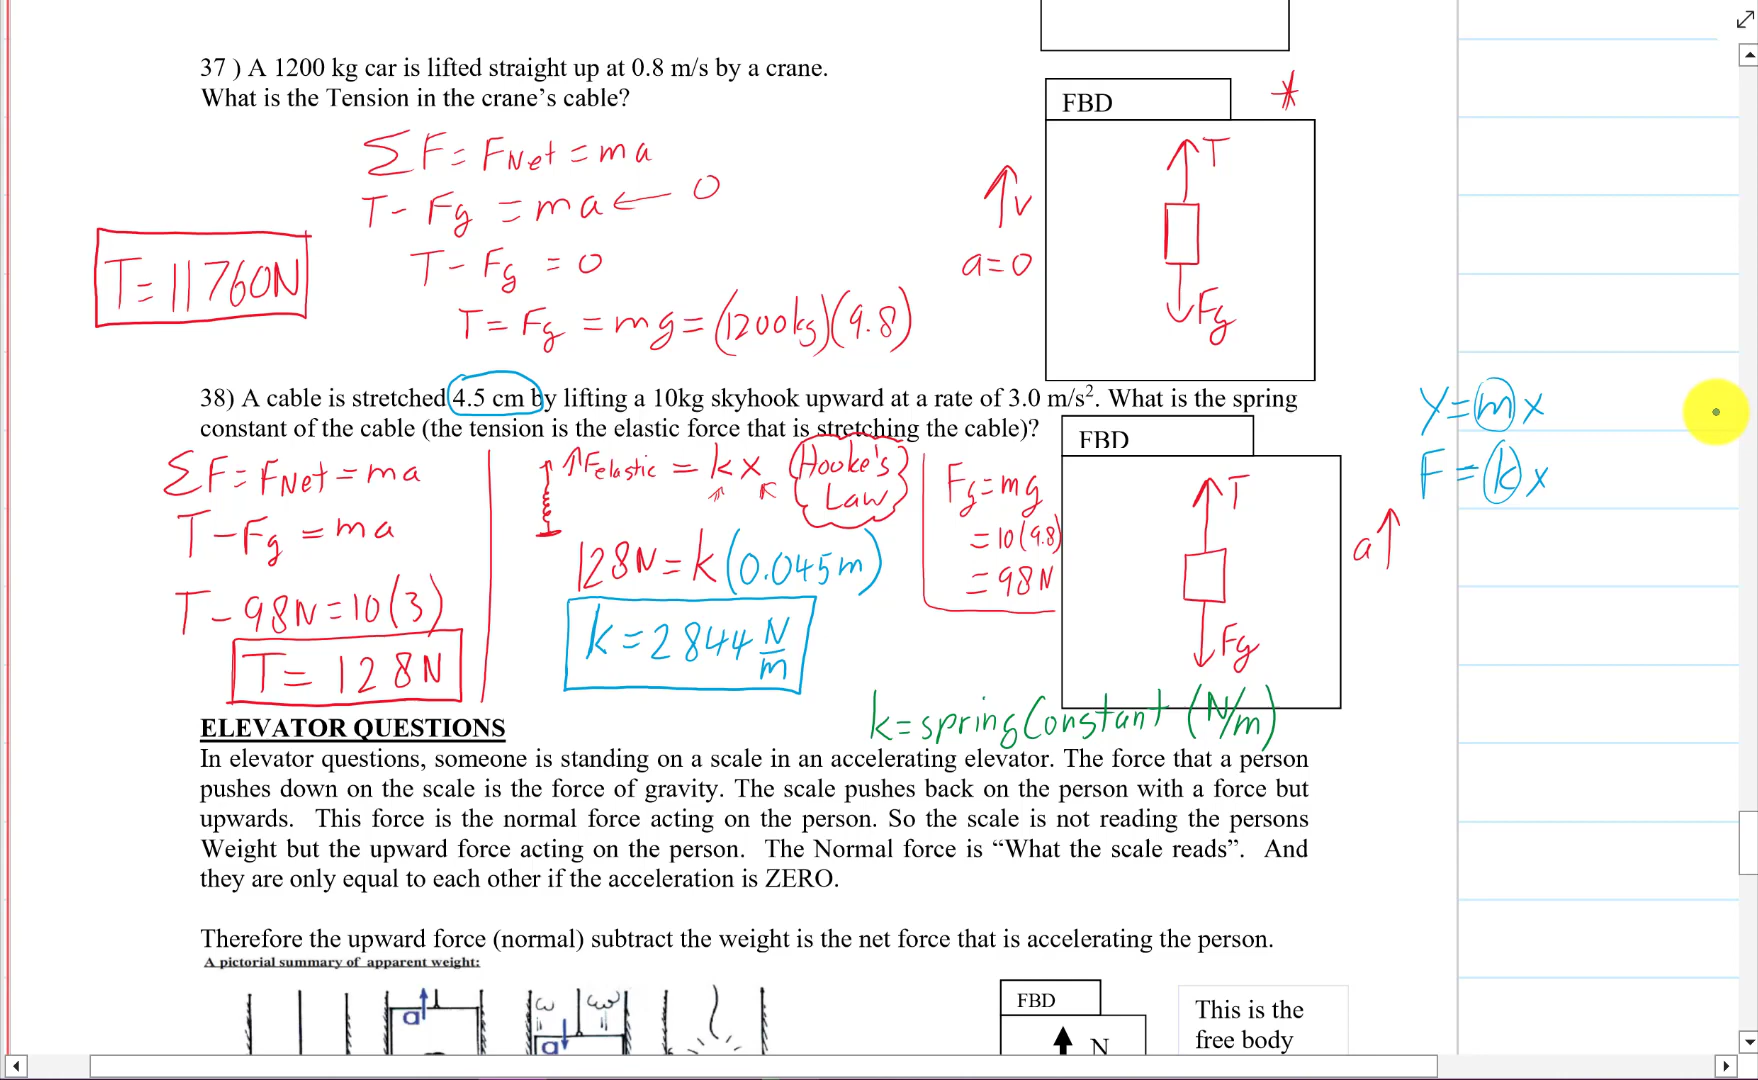 37 ) A 1200 kg car is lifted straight up at 0.8 m/s by a crane.
What is the Tension in the crane's cable?
FBD
*
ΣF = FNet = ma
T - Fg = ma ← 0
T - Fg = 0
T = Fg = mg = (1200kg)(9.8)
T = 11760N
↑v
a = 0
T
Fg
38) A cable is stretched 4.5 cm by lifting a 10kg skyhook upward at a rate of 3.0 m/s². What is the spring
constant of the cable (the tension is the elastic force that is stretching the cable)?
FBD
ΣF = FNet = ma
T - Fg = ma
T - 98N = 10(3)
T = 128N
↑Felastic = kx (Hooke's
Law)
128N = k(0.045m)
k = 2844 N/m
Fg = mg
= 10(9.8)
= 98N
T
Fg
a↑
y = mx
F = kx
k = spring Constant (N/m)
ELEVATOR QUESTIONS
In elevator questions, someone is standing on a scale in an accelerating elevator. The force that a person
pushes down on the scale is the force of gravity. The scale pushes back on the person with a force but
upwards. This force is the normal force acting on the person. So the scale is not reading the persons
Weight but the upward force acting on the person. The Normal force is “What the scale reads”. And
they are only equal to each other if the acceleration is ZERO.
Therefore the upward force (normal) subtract the weight is the net force that is accelerating the person.
A pictorial summary of apparent weight:
a
a
FBD
N
This is the
free body